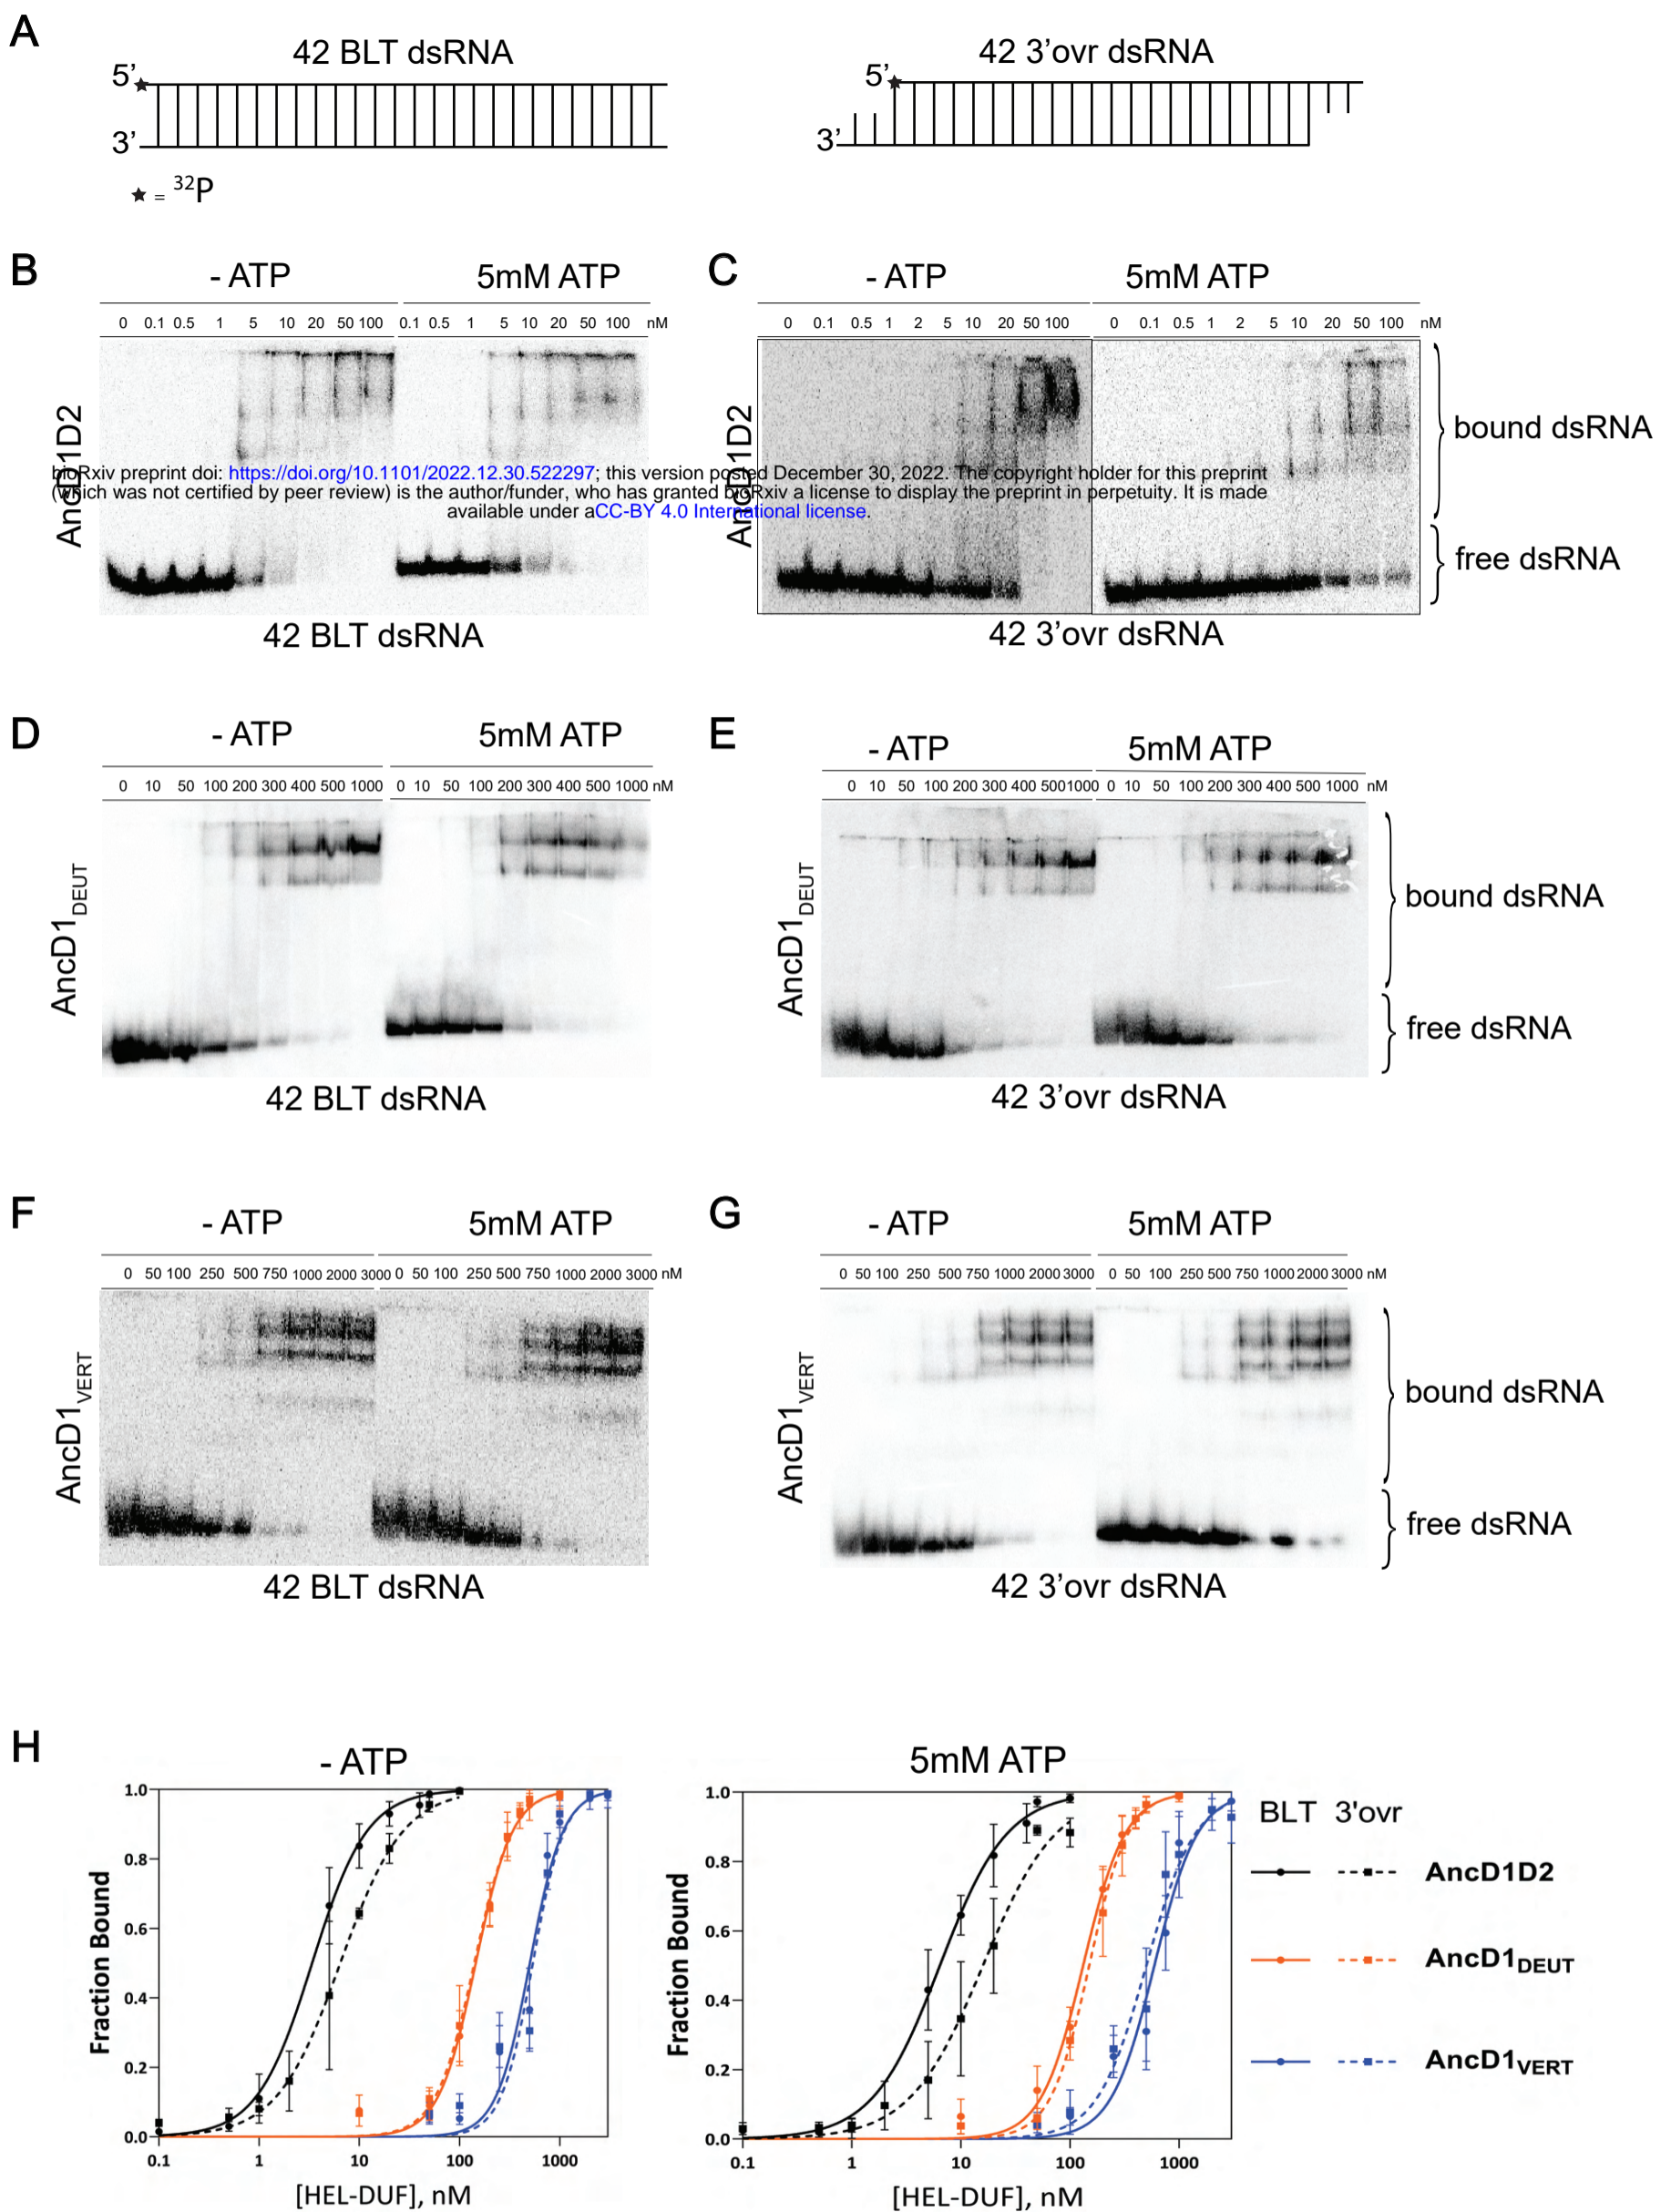 A
42 BLT dsRNA
42 3'ovr dsRNA
5'
5'
3'
3'
★ = 32P
B
- ATP
5mM ATP
C
- ATP
5mM ATP
0 0.1 0.5 1 5 10 20 50 100 0.1 0.5 1 5 10 20 50 100 nM
0 0.1 0.5 1 2 5 10 20 50 100 0 0.1 0.5 1 2 5 10 20 50 100 nM
AncD1D2
AncD1D2
bound dsRNA
bioRxiv preprint doi: https://doi.org/10.1101/2022.12.30.522297; this version posted December 30, 2022. The copyright holder for this preprint
(which was not certified by peer review) is the author/funder, who has granted bioRxiv a license to display the preprint in perpetuity. It is made
available under aCC-BY 4.0 International license.
free dsRNA
42 BLT dsRNA
42 3'ovr dsRNA
D
- ATP
5mM ATP
E
- ATP
5mM ATP
0 10 50 100 200 300 400 500 1000 0 10 50 100 200 300 400 500 1000 nM
0 10 50 100 200 300 400 500 1000 0 10 50 100 200 300 400 500 1000 nM
AncD1DEUT
AncD1DEUT
bound dsRNA
free dsRNA
42 BLT dsRNA
42 3'ovr dsRNA
F
- ATP
5mM ATP
G
- ATP
5mM ATP
0 50 100 250 500 750 1000 2000 3000 0 50 100 250 500 750 1000 2000 3000 nM
0 50 100 250 500 750 1000 2000 3000 0 50 100 250 500 750 1000 2000 3000 nM
AncD1VERT
AncD1VERT
bound dsRNA
free dsRNA
42 BLT dsRNA
42 3'ovr dsRNA
H
- ATP
5mM ATP
Fraction Bound
1.0
0.8
0.6
0.4
0.2
0.0
0.1 1 10 100 1000
[HEL-DUF], nM
Fraction Bound
1.0
0.8
0.6
0.4
0.2
0.0
0.1 1 10 100 1000
[HEL-DUF], nM
BLT 3'ovr
AncD1D2
AncD1DEUT
AncD1VERT